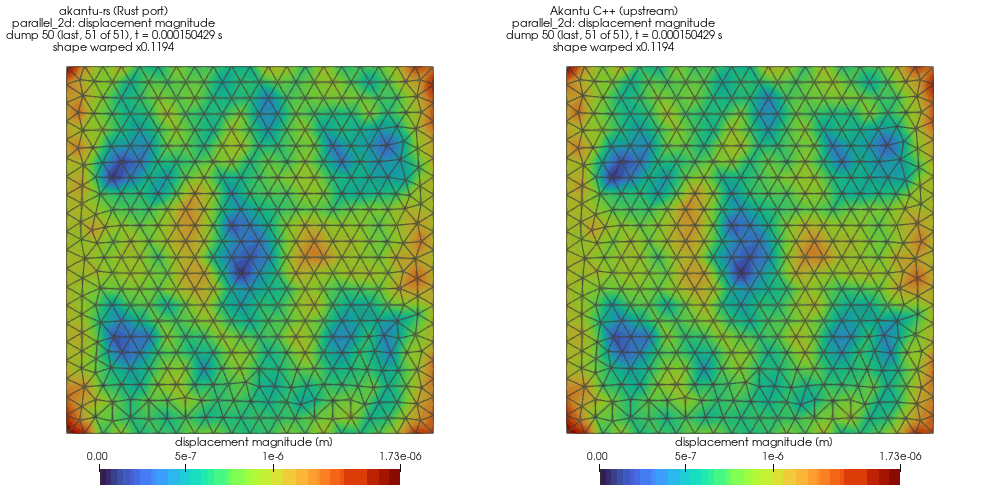 akantu-rs (Rust port)
parallel_2d: displacement magnitude
dump 50 (last, 51 of 51), t = 0.000150429 s
shape warped x0.1194
displacement magnitude [m]
0.00 5e-7 1e-6 1.73e-06
Akantu C++ (upstream)
parallel_2d: displacement magnitude
dump 50 (last, 51 of 51), t = 0.000150429 s
shape warped x0.1194
displacement magnitude [m]
0.00 5e-7 1e-6 1.73e-06